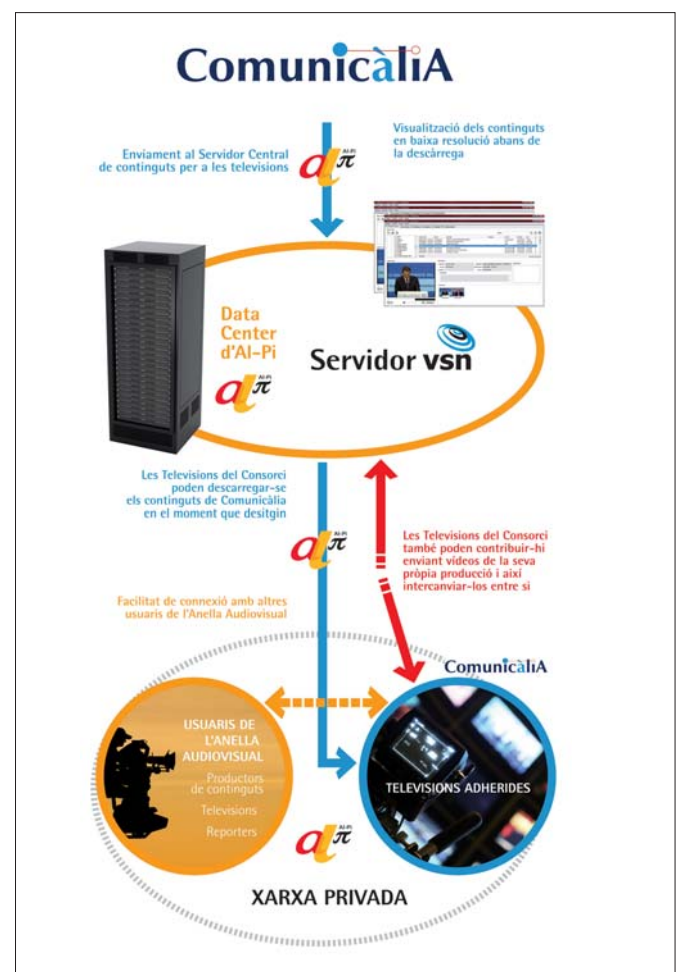 ComunicàliA
Enviament al Servidor Central
de continguts per a les televisions
al Al-Pi π
Visualització dels continguts
en baixa resolució abans de
la descàrrega
Data
Center
d'Al-Pi
al Al-Pi π
Servidor vsn
Les Televisions del Consorci
poden descarregar-se
els continguts de Comunicàlia
en el moment que desitgin
al Al-Pi π
Les Televisions del Consorci
també poden contribuir-hi
enviant vídeos de la seva
pròpia producció i així
intercanviar-los entre si
Facilitat de connexió amb altres
usuaris de l'Anella Audiovisual
ComunicàliA
USUARIS DE
L'ANELLA
AUDIOVISUAL
Productors
de continguts
Televisions
Reporters
TELEVISIONS ADHERIDES
al Al-Pi π
XARXA PRIVADA